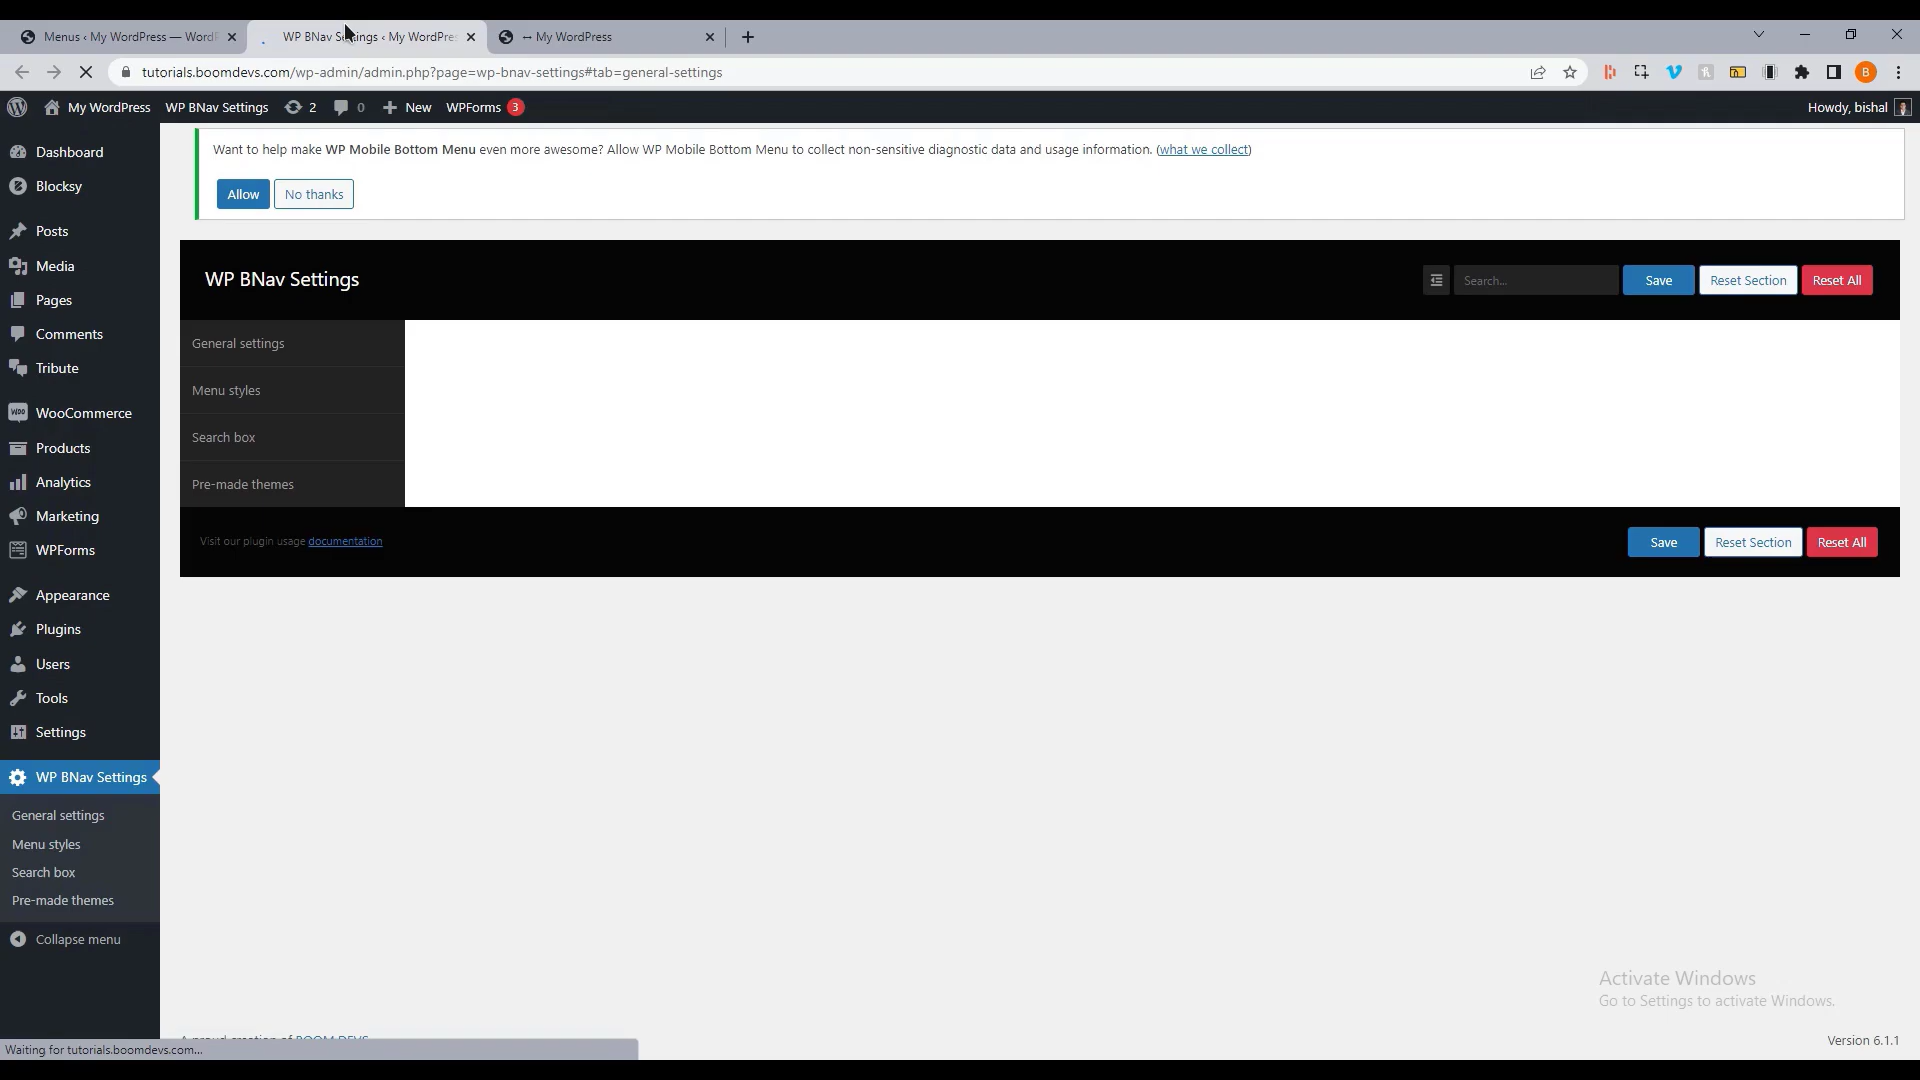 Menus ‹ My WordPress — WordP
WP BNav Settings ‹ My WordPres
↔ My WordPress
tutorials.boomdevs.com/wp-admin/admin.php?page=wp-bnav-settings#tab=general-settings
B
My WordPress
WP BNav Settings
2
0
New
WPForms 3
Howdy, bishal
Dashboard
Blocksy
Posts
Media
Pages
Comments
Tribute
WooCommerce
Products
Analytics
Marketing
WPForms
Appearance
Plugins
Users
Tools
Settings
WP BNav Settings
General settings
Menu styles
Search box
Pre-made themes
Collapse menu
Want to help make WP Mobile Bottom Menu even more awesome? Allow WP Mobile Bottom Menu to collect non-sensitive diagnostic data and usage information. (what we collect)
Allow
No thanks
WP BNav Settings
Search...
Save
Reset Section
Reset All
General settings
Menu styles
Search box
Pre-made themes
Visit our plugin usage documentation
Save
Reset Section
Reset All
Activate Windows
Go to Settings to activate Windows.
A proud creation of BOOM DEVS
Version 6.1.1
Waiting for tutorials.boomdevs.com...